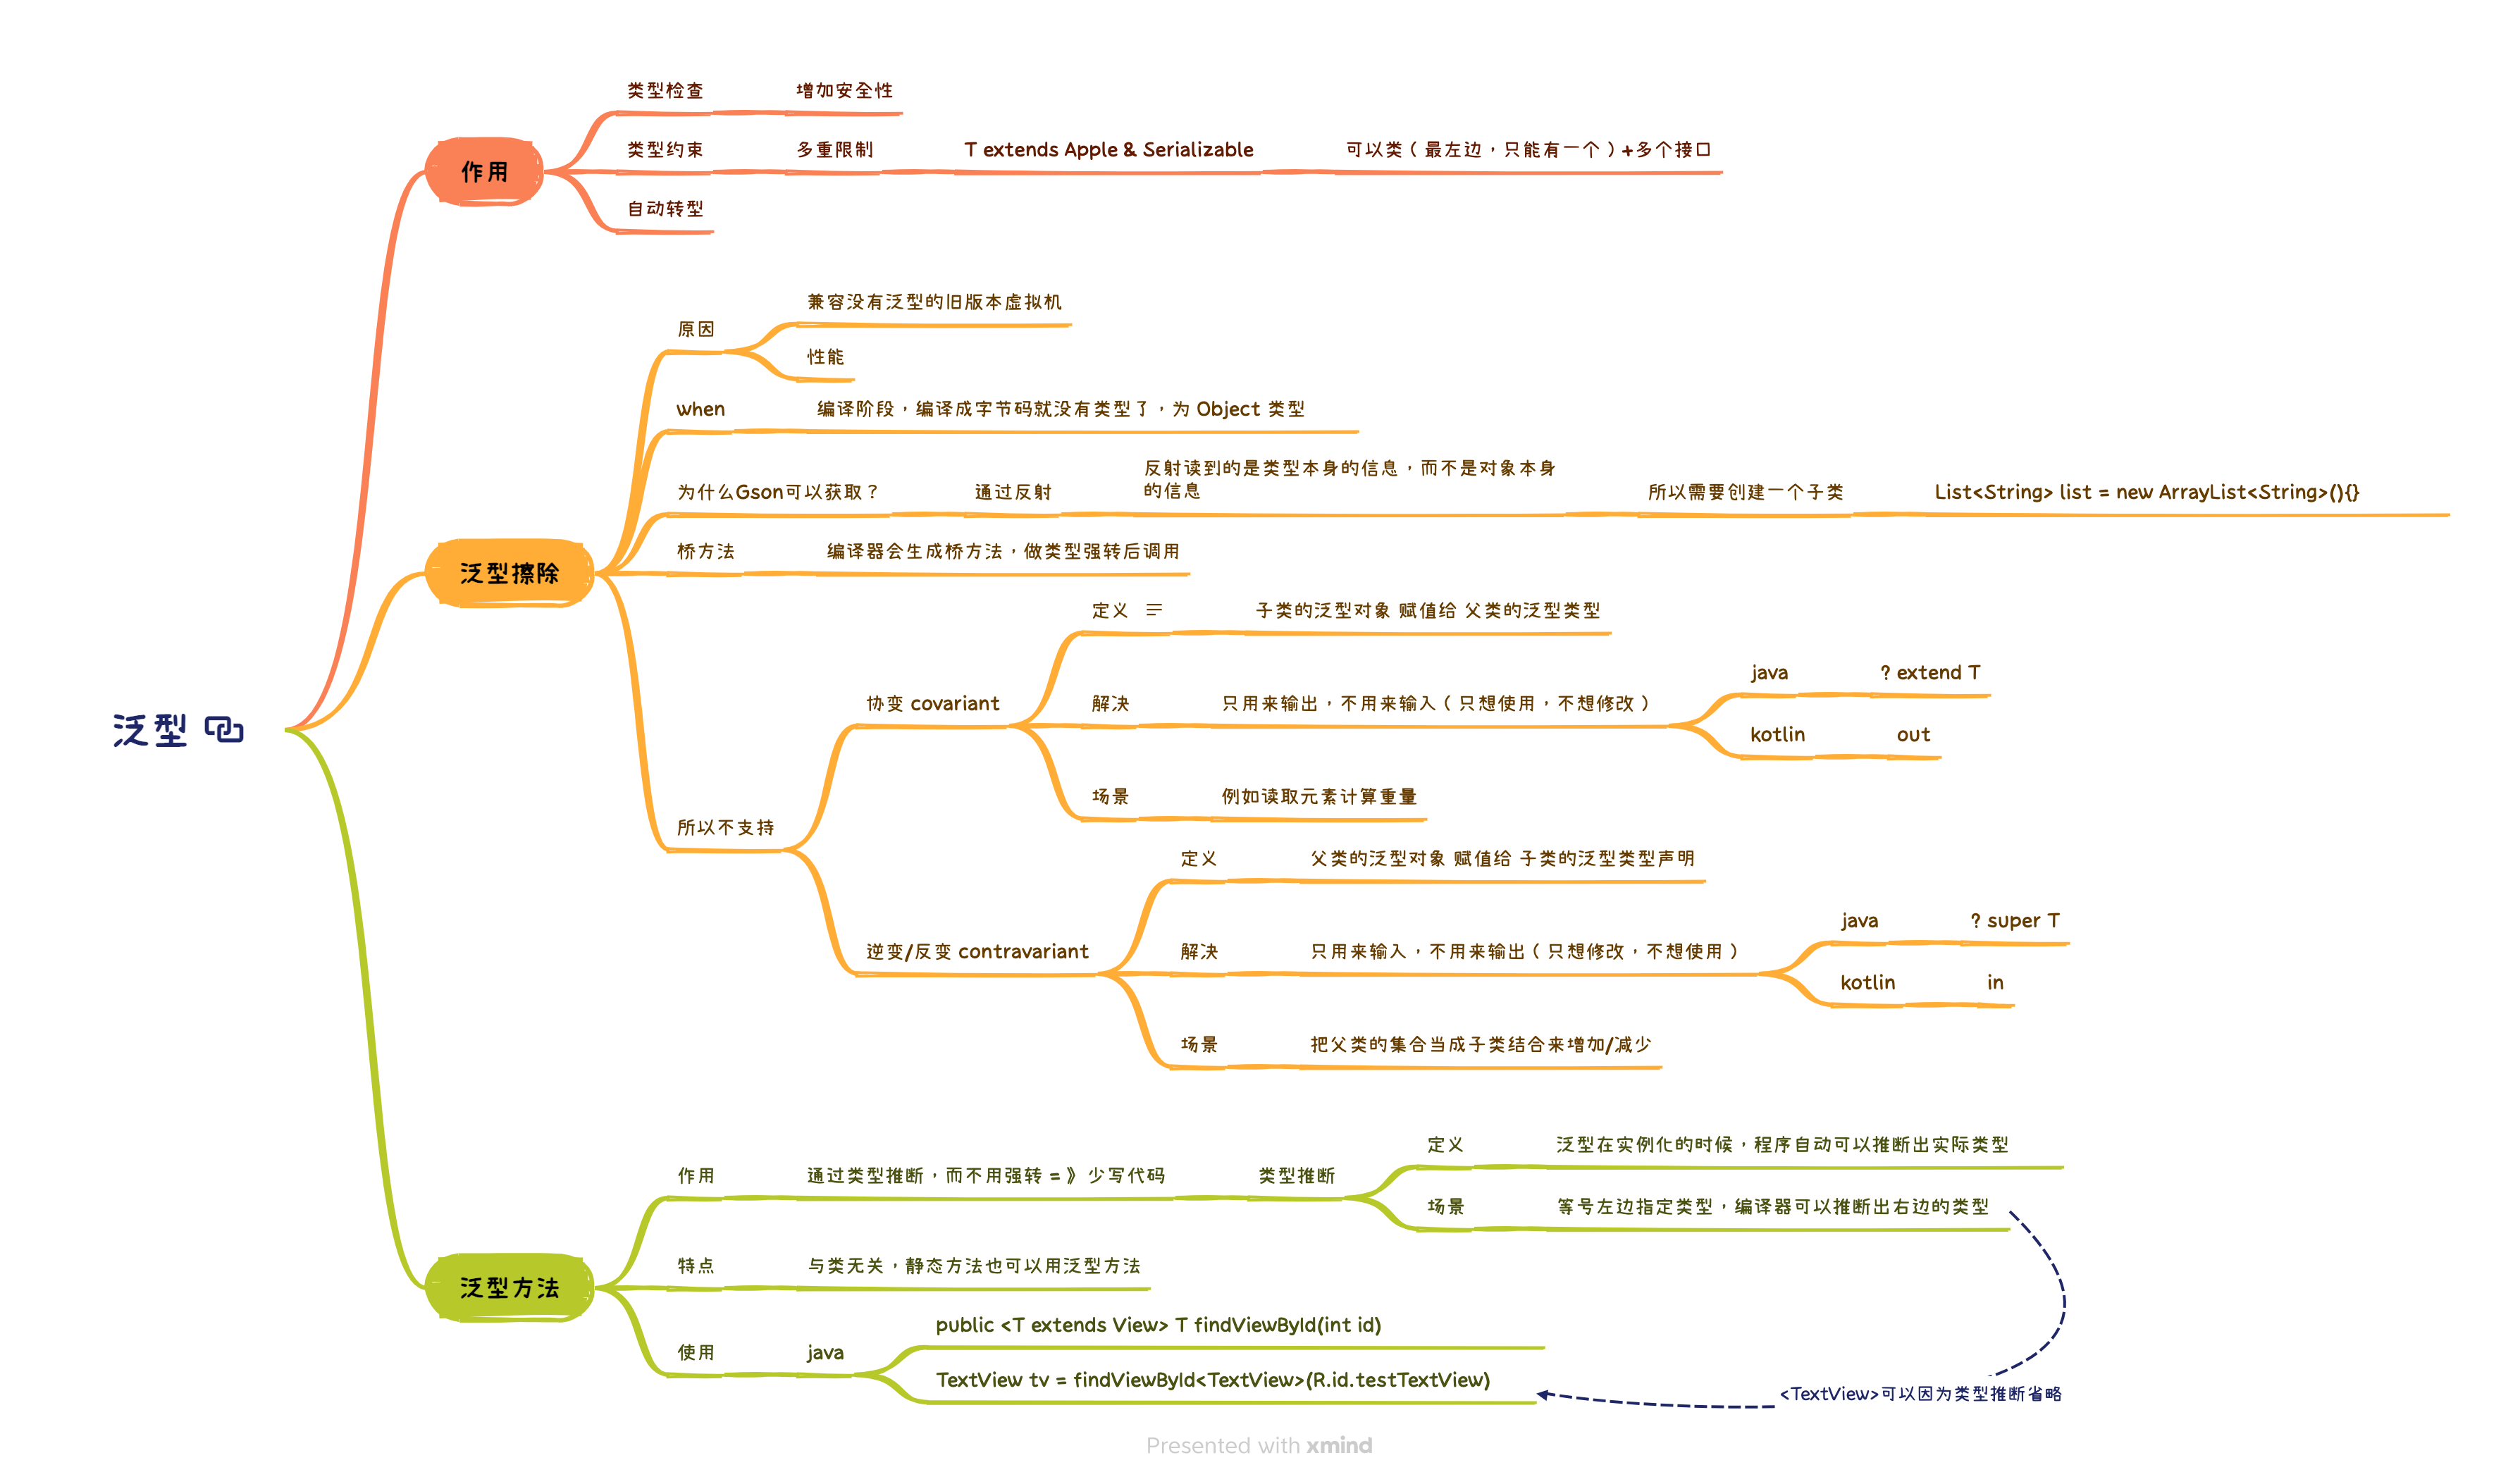 泛型
作用
类型检查
增加安全性
类型约束
多重限制
T extends Apple & Serializable
可以类（最左边，只能有一个）+多个接口
自动转型
泛型擦除
原因
兼容没有泛型的旧版本虚拟机
性能
when
编译阶段，编译成字节码就没有类型了，为 Object 类型
为什么Gson可以获取？
通过反射
反射读到的是类型本身的信息，而不是对象本身
的信息
所以需要创建一个子类
List<String> list = new ArrayList<String>(){}
桥方法
编译器会生成桥方法，做类型强转后调用
所以不支持
协变 covariant
定义
子类的泛型对象 赋值给 父类的泛型类型
解决
只用来输出，不用来输入（只想使用，不想修改）
java
? extend T
kotlin
out
场景
例如读取元素计算重量
逆变/反变 contravariant
定义
父类的泛型对象 赋值给 子类的泛型类型声明
解决
只用来输入，不用来输出（只想修改，不想使用）
java
? super T
kotlin
in
场景
把父类的集合当成子类结合来增加/减少
泛型方法
作用
通过类型推断，而不用强转 =》少写代码
类型推断
定义
泛型在实例化的时候，程序自动可以推断出实际类型
场景
等号左边指定类型，编译器可以推断出右边的类型
特点
与类无关，静态方法也可以用泛型方法
使用
java
public <T extends View> T findViewById(int id)
TextView tv = findViewById<TextView>(R.id.testTextView)
<TextView>可以因为类型推断省略
Presented with xmind